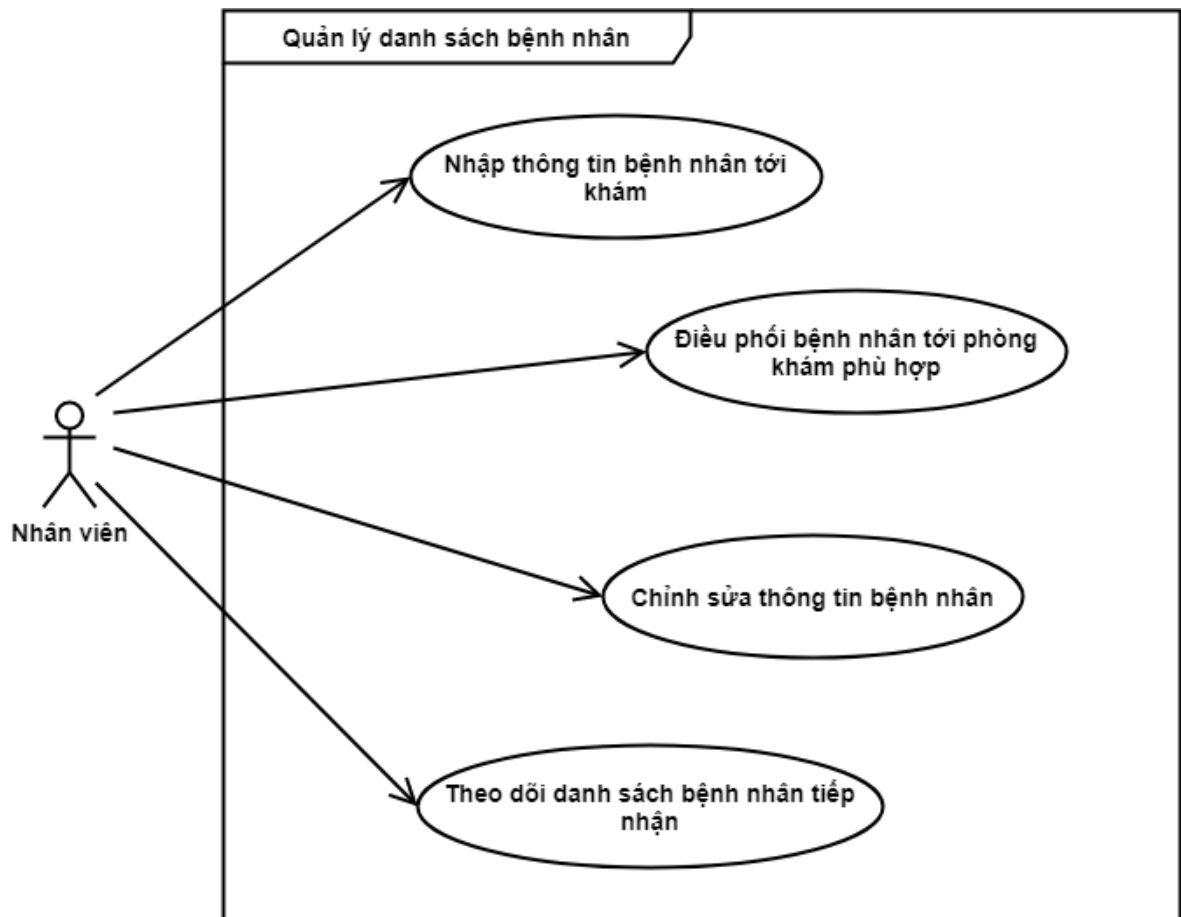 Quản lý danh sách bệnh nhân
Nhập thông tin bệnh nhân tới
khám
Điều phối bệnh nhân tới phòng
khám phù hợp
Nhân viên
Chỉnh sửa thông tin bệnh nhân
Theo dõi danh sách bệnh nhân tiếp
nhận